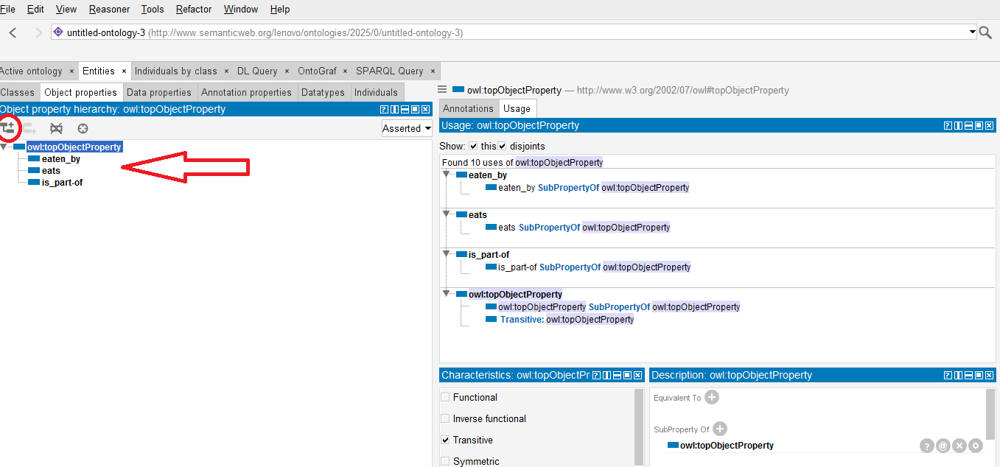 File Edit View Reasoner Tools Refactor Window Help
untitled-ontology-3 (http://www.semanticweb.org/lenovo/ontologies/2025/0/untitled-ontology-3)
Active ontology × Entities × Individuals by class × DL Query × OntoGraf × SPARQL Query ×
Classes Object properties Data properties Annotation properties Datatypes Individuals
Object property hierarchy: owl:topObjectProperty
Asserted
owl:topObjectProperty
eaten_by
eats
is_part-of
owl:topObjectProperty — http://www.w3.org/2002/07/owl#topObjectProperty
Annotations Usage
Usage: owl:topObjectProperty
Show: this disjoints
Found 10 uses of owl:topObjectProperty
eaten_by
eaten_by SubPropertyOf owl:topObjectProperty
eats
eats SubPropertyOf owl:topObjectProperty
is_part-of
is_part-of SubPropertyOf owl:topObjectProperty
owl:topObjectProperty
owl:topObjectProperty SubPropertyOf owl:topObjectProperty
Transitive: owl:topObjectProperty
Characteristics: owl:topObjectPr
Functional
Inverse functional
Transitive
Symmetric
Description: owl:topObjectProperty
Equivalent To
SubProperty Of
owl:topObjectProperty